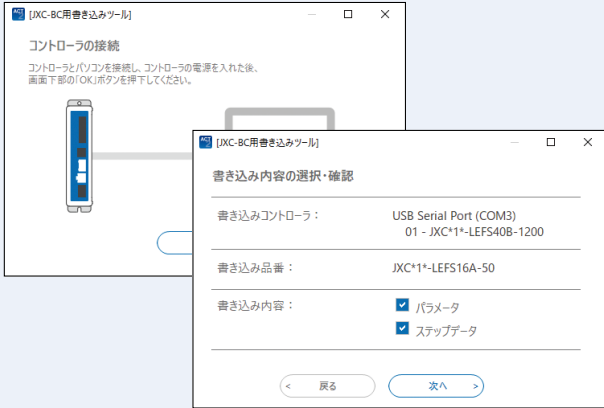 [JXC-BC用書き込みツール]
コントローラの接続
コントローラとパソコンを接続し、コントローラの電源を入れた後、
画面下部の「OK」ボタンを押下してください。
[JXC-BC用書き込みツール]
書き込み内容の選択・確認
書き込みコントローラ： USB Serial Port (COM3)
01 - JXC*1*-LEFS40B-1200
書き込み品番： JXC*1*-LEFS16A-50
書き込み内容： パラメータ
ステップデータ
< 戻る 次へ >